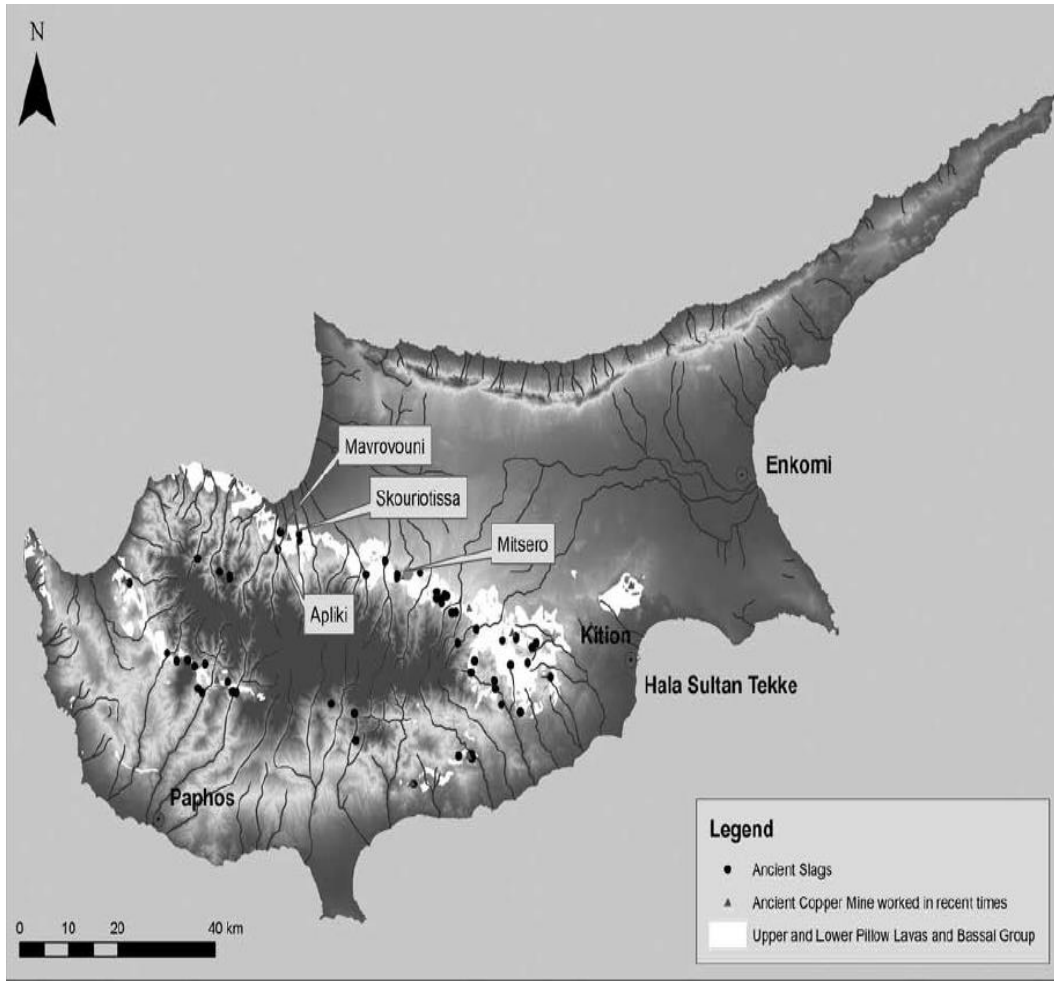 N
Mavrovouni
Skouriotissa
Enkomi
Mitsero
Apliki
Kition
Hala Sultan Tekke
Paphos
Legend
Ancient Slags
Ancient Copper Mine worked in recent times
Upper and Lower Pillow Lavas and Bassal Group
0 10 20 40 km